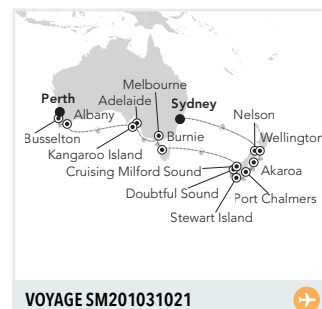 Melbourne
Perth
Adelaide
Sydney
Nelson
Albany
Wellington
Busselton
Burnie
Kangaroo Island
Cruising Milford Sound
Akaroa
Doubtful Sound
Port Chalmers
Stewart Island
VOYAGE SM201031021